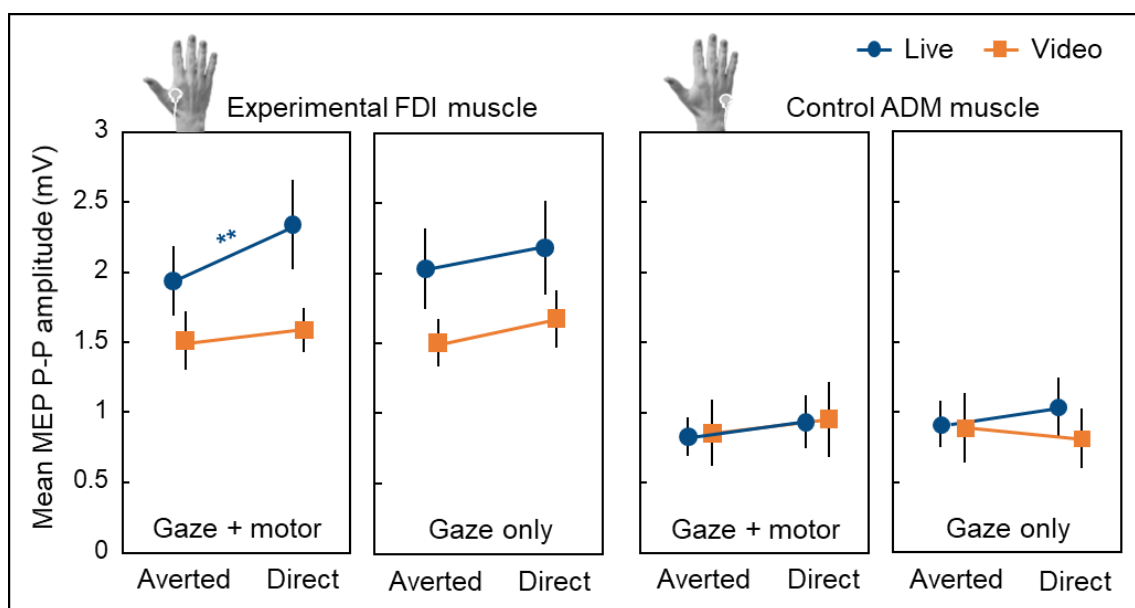 Live Video
Experimental FDI muscle Control ADM muscle
Mean MEP P-P amplitude (mV)
3
2.5
2
1.5
1
0.5
0
**
Gaze + motor Gaze only Gaze + motor Gaze only
Averted Direct Averted Direct Averted Direct Averted Direct